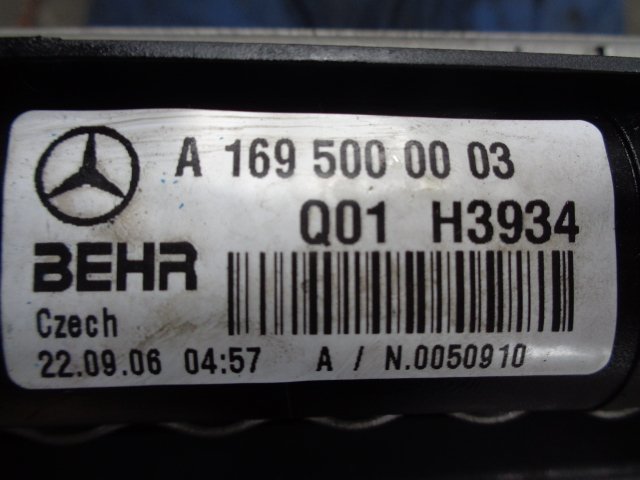 A 169 500 00 03
Q01 H3934
BEHR
Czech
22.09.06 04:57 A / N.0050910